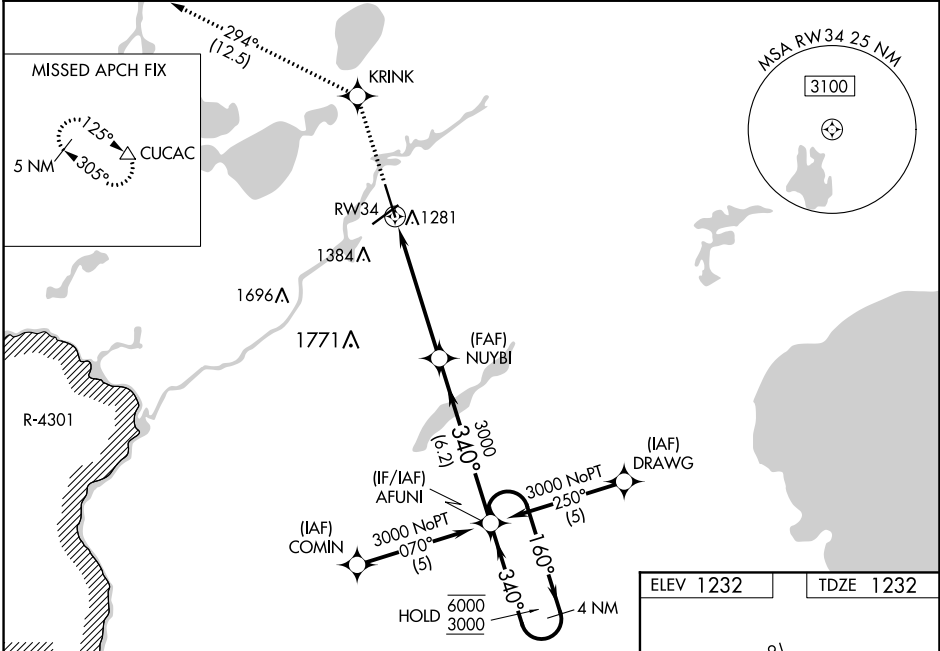 294°
(12.5)
KRINK
MSA RW34 25 NM
3100
MISSED APCH FIX
125°
CUCAC
5 NM
305°
RW34
1281
1384
1696
1771
(FAF)
NUYBI
R-4301
3000
340°
(6.2)
(IAF)
DRAWG
(IF/IAF)
AFUNI
3000 NoPT
250°
(5)
(IAF)
COMIN
3000 NoPT
070°
(5)
160°
340°
HOLD
6000
3000
4 NM
ELEV 1232
TDZE 1232